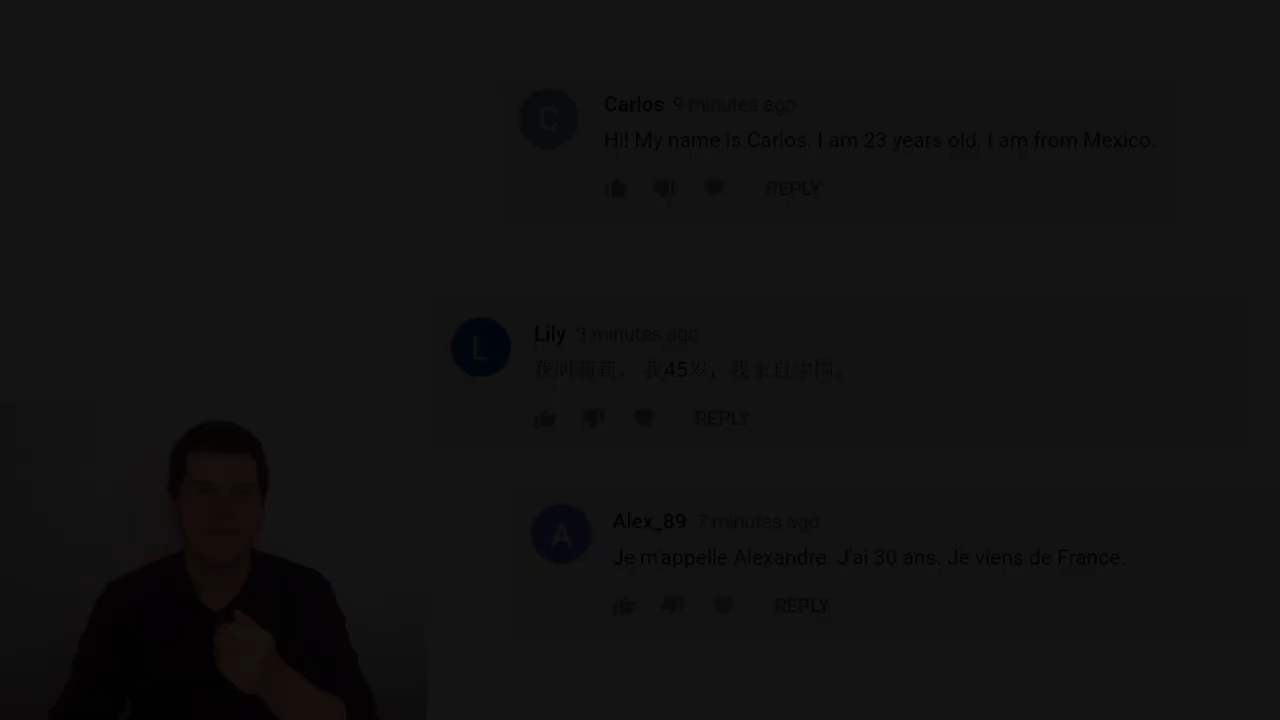 C
Carlos 9 minutes ago
Hi! My name is Carlos. I am 23 years old. I am from Mexico.
REPLY
L
Lily 3 minutes ago
我叫莉莉。我45岁，我来自中国。
REPLY
A
Alex_89 7 minutes ago
Je m'appelle Alexandre. J'ai 30 ans. Je viens de France.
REPLY